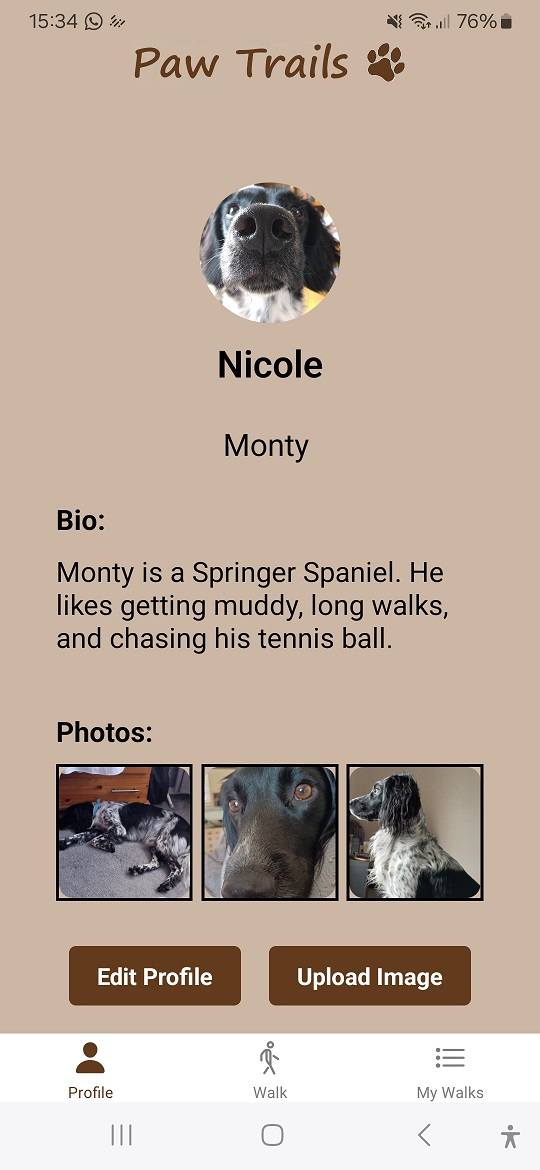 15:34 76%
Paw Trails
Nicole
Monty
Bio:
Monty is a Springer Spaniel. He
likes getting muddy, long walks,
and chasing his tennis ball.
Photos:
Edit Profile Upload Image
Profile Walk My Walks